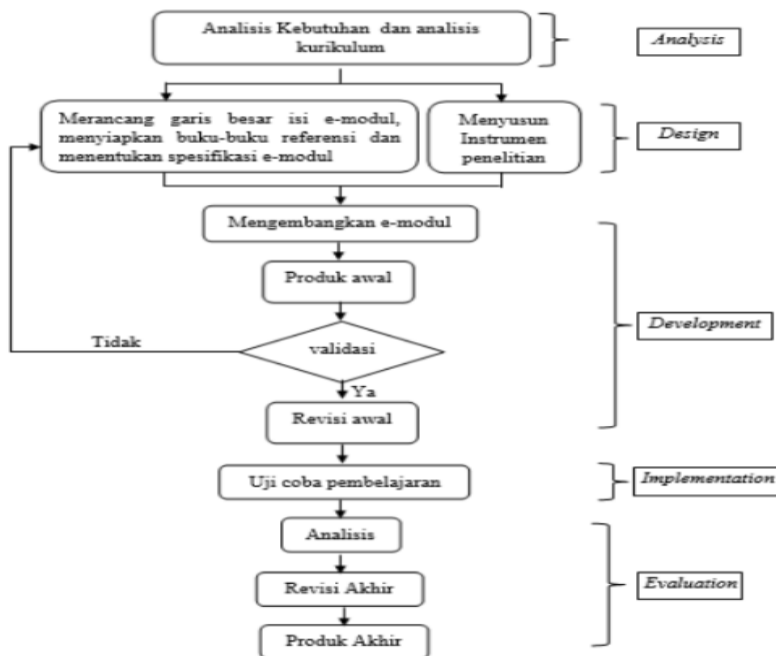 Analisis Kebutuhan dan analisis
kurikulum
Analysis
Merancang garis besar isi e-modul,
menyiapkan buku-buku referensi dan
menentukan spesifikasi e-modul
Menyusun
Instrumen
penelitian
Design
Mengembangkan e-modul
Produk awal
Tidak
validasi
Development
Ya
Revisi awal
Uji coba pembelajaran
Implementation
Analisis
Revisi Akhir
Evaluation
Produk Akhir